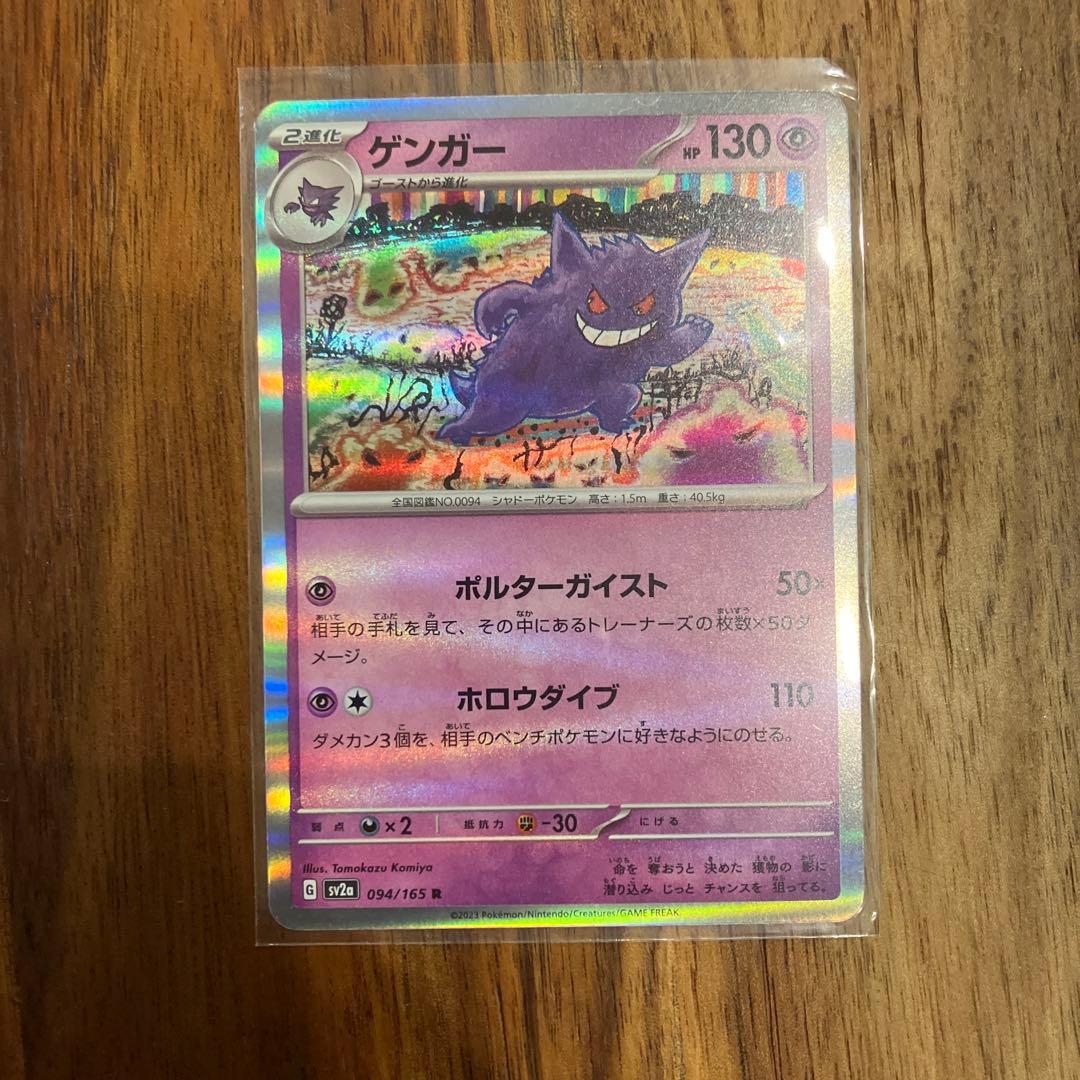 2進化
ゲンガー
HP 130
ゴーストから進化
全国図鑑NO.0094 シャドーポケモン 高さ:1.5m 重さ:40.5kg
ポルターガイスト 50×
相手の手札を見て、その中にあるトレーナーズの枚数×50ダ
メージ。
ホロウダイブ 110
ダメカン3個を、相手のベンチポケモンに好きなようにのせる。
弱点 ×2 抵抗力 -30 にげる
Illus. Tomokazu Komiya
命を 奪おうと 決めた 獲物の 影に
潜り込み じっと チャンスを 狙ってる。
G sv2a 094/165 R
©2023 Pokémon/Nintendo/Creatures/GAME FREAK.